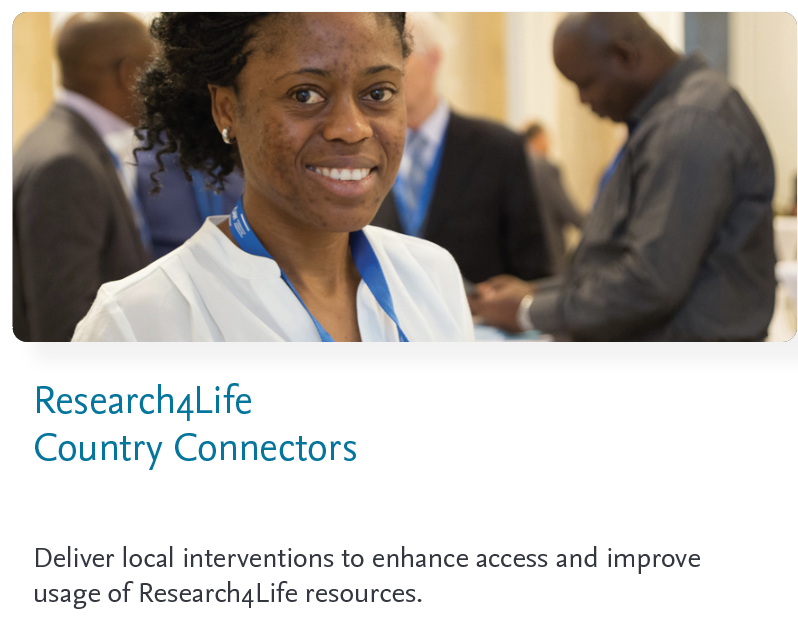 Research4Life
Country Connectors
Deliver local interventions to enhance access and improve
usage of Research4Life resources.